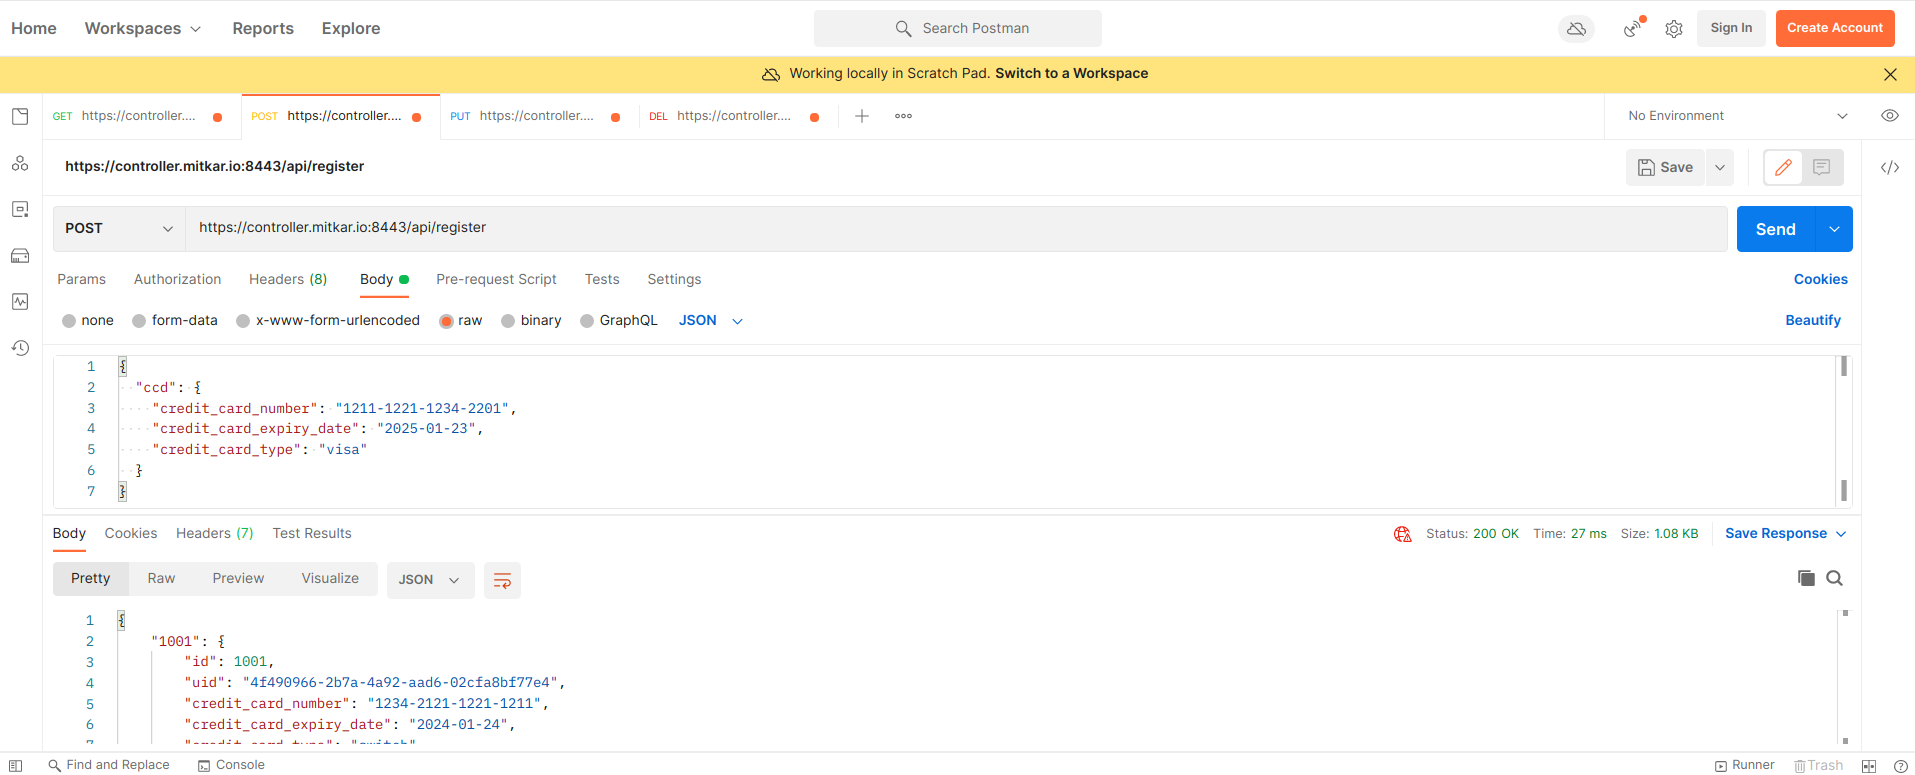 Home Workspaces Reports Explore Search Postman Sign In Create Account
Working locally in Scratch Pad. Switch to a Workspace
GET https://controller.... POST https://controller.... PUT https://controller.... DEL https://controller.... No Environment
https://controller.mitkar.io:8443/api/register Save
POST https://controller.mitkar.io:8443/api/register Send
Params Authorization Headers (8) Body Pre-request Script Tests Settings Cookies
none form-data x-www-form-urlencoded raw binary GraphQL JSON Beautify
1 {
2 "ccd": {
3 "credit_card_number": "1211-1221-1234-2201",
4 "credit_card_expiry_date": "2025-01-23",
5 "credit_card_type": "visa"
6 }
7 }
Body Cookies Headers (7) Test Results Status: 200 OK Time: 27 ms Size: 1.08 KB Save Response
Pretty Raw Preview Visualize JSON
1 {
2 "1001": {
3 "id": 1001,
4 "uid": "4f490966-2b7a-4a92-aad6-02cfa8bf77e4",
5 "credit_card_number": "1234-2121-1221-1211",
6 "credit_card_expiry_date": "2024-01-24",
7 "credit_card_type": "switch"
Find and Replace Console Runner Trash